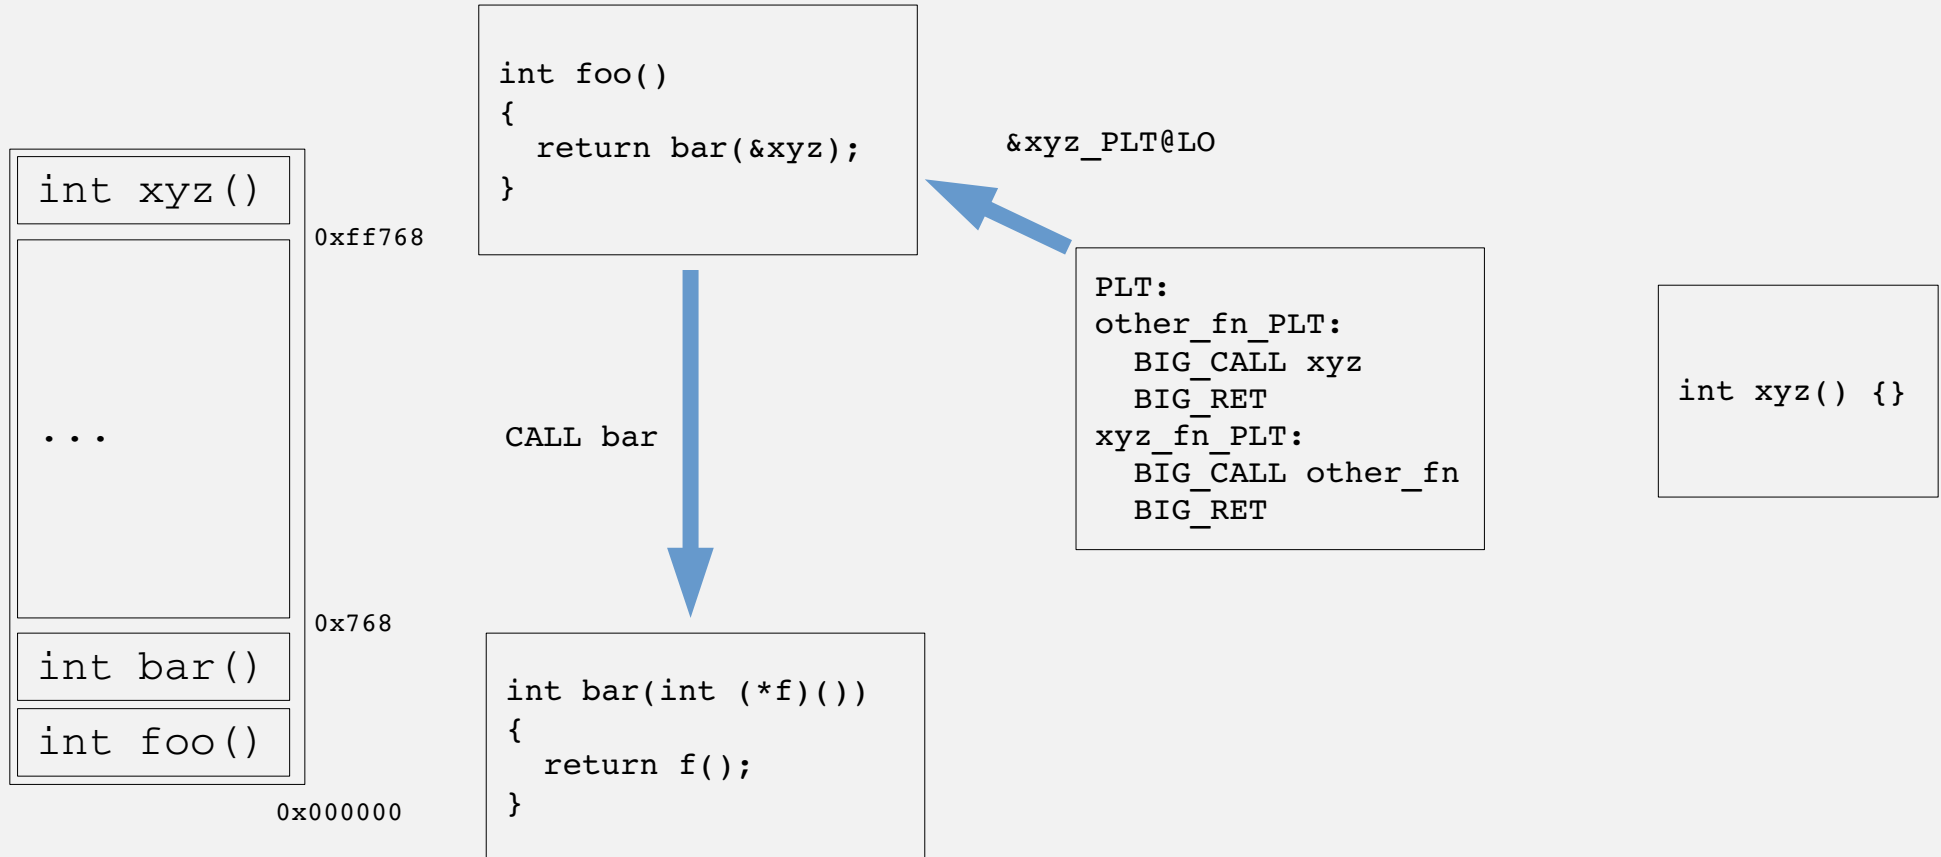 int xyz()
0xff768
...
0x768
int bar()
int foo()
0x000000
int foo()
{
  return bar(&xyz);
}
CALL bar
int bar(int (*f)())
{
  return f();
}
&xyz_PLT@LO
PLT:
other_fn_PLT:
  BIG_CALL xyz
  BIG_RET
xyz_fn_PLT:
  BIG_CALL other_fn
  BIG_RET
int xyz() {}